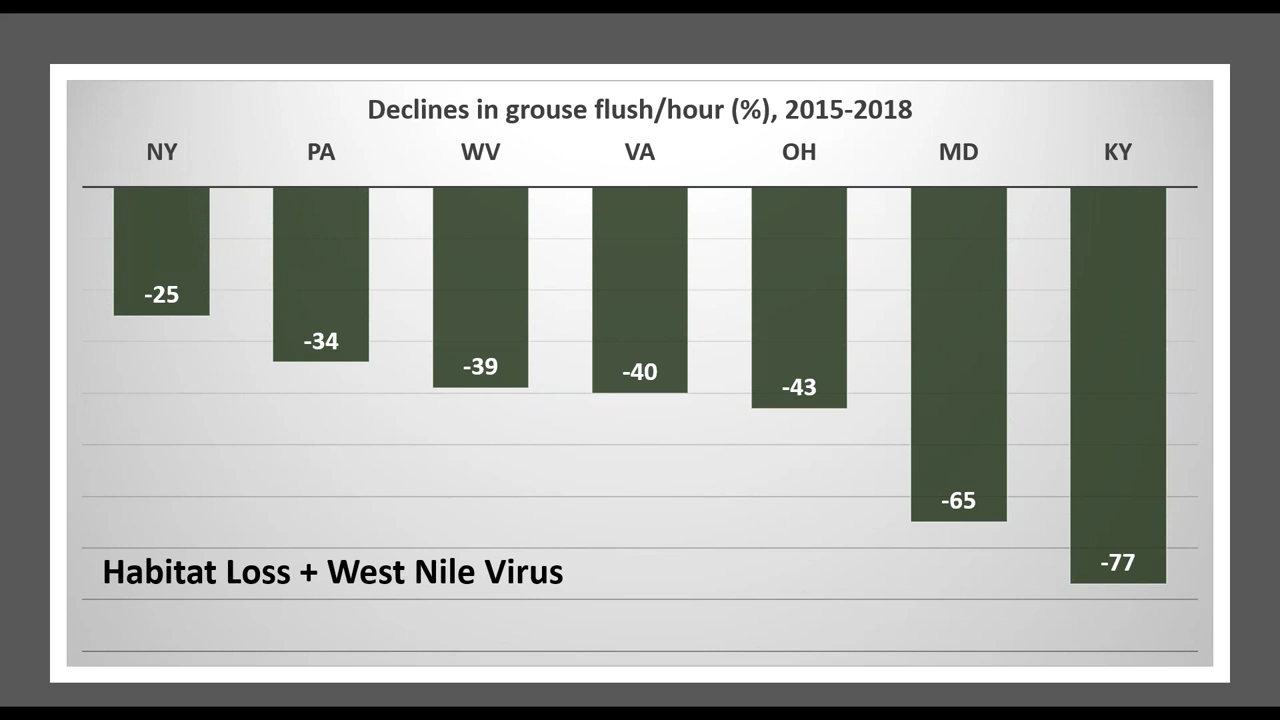 Declines in grouse flush/hour (%), 2015-2018
NY PA WV VA OH MD KY
-25
-34
-39
-40
-43
-65
-77
Habitat Loss + West Nile Virus